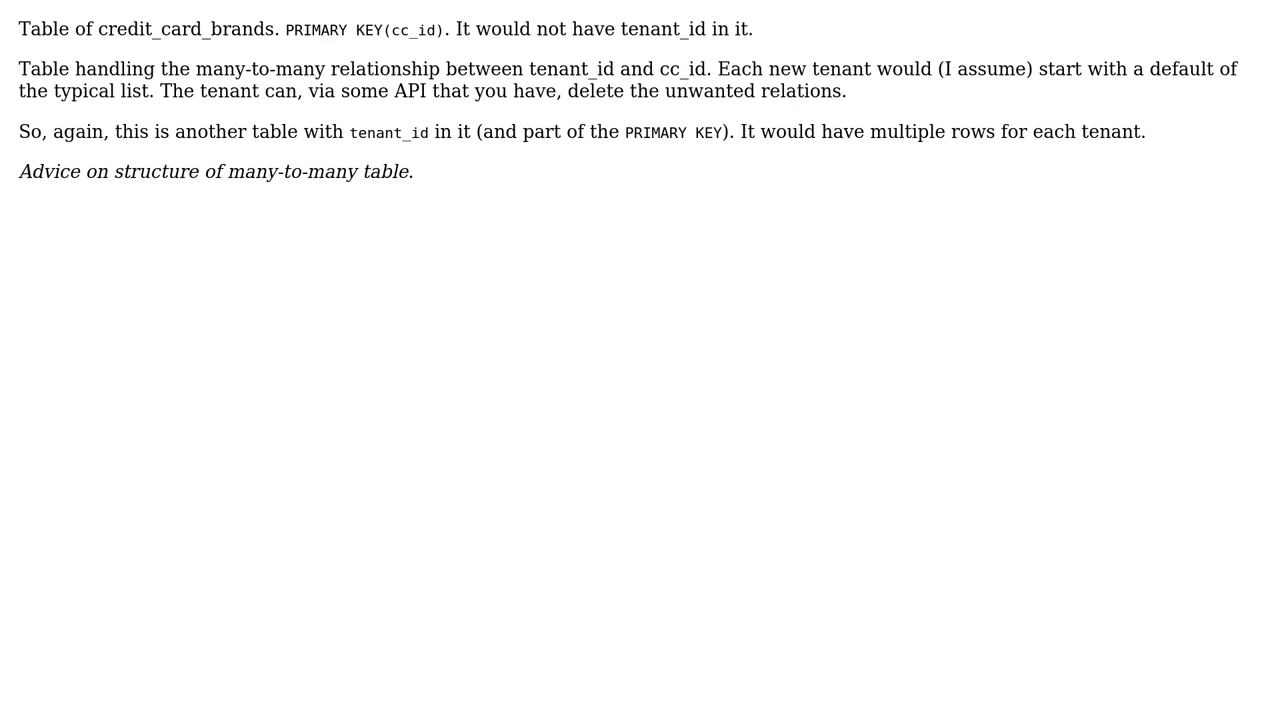 Table of credit_card_brands. PRIMARY KEY(cc_id). It would not have tenant_id in it.
Table handling the many-to-many relationship between tenant_id and cc_id. Each new tenant would (I assume) start with a default of
the typical list. The tenant can, via some API that you have, delete the unwanted relations.
So, again, this is another table with tenant_id in it (and part of the PRIMARY KEY). It would have multiple rows for each tenant.
Advice on structure of many-to-many table.